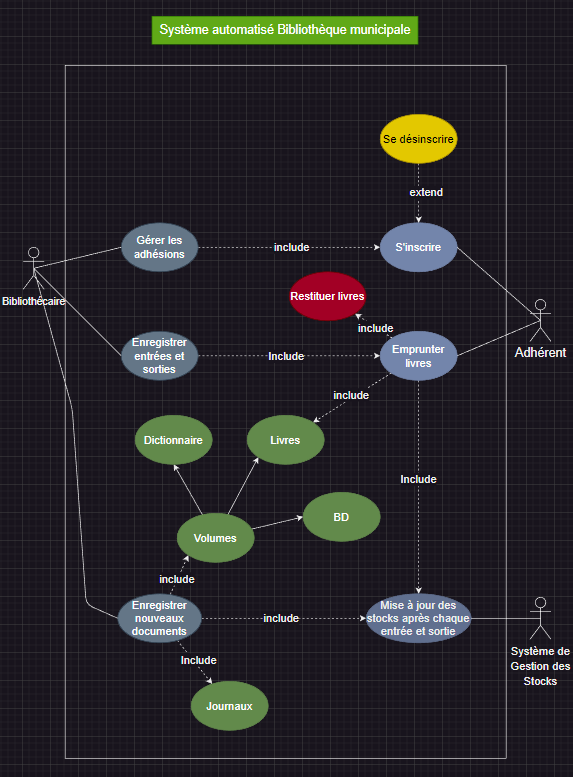 Système automatisé Bibliothèque municipale
Se désinscrire
extend
Gérer les
adhésions
include
S'inscrire
Bibliothécaire
Restituer livres
include
Adhérent
Enregistrer
entrées et
sorties
Include
Emprunter
livres
include
Dictionnaire
Livres
Include
Volumes
BD
include
Enregistrer
nouveaux
documents
include
Mise à jour des
stocks après chaque
entrée et sortie
Système de
Gestion des
Stocks
Include
Journaux